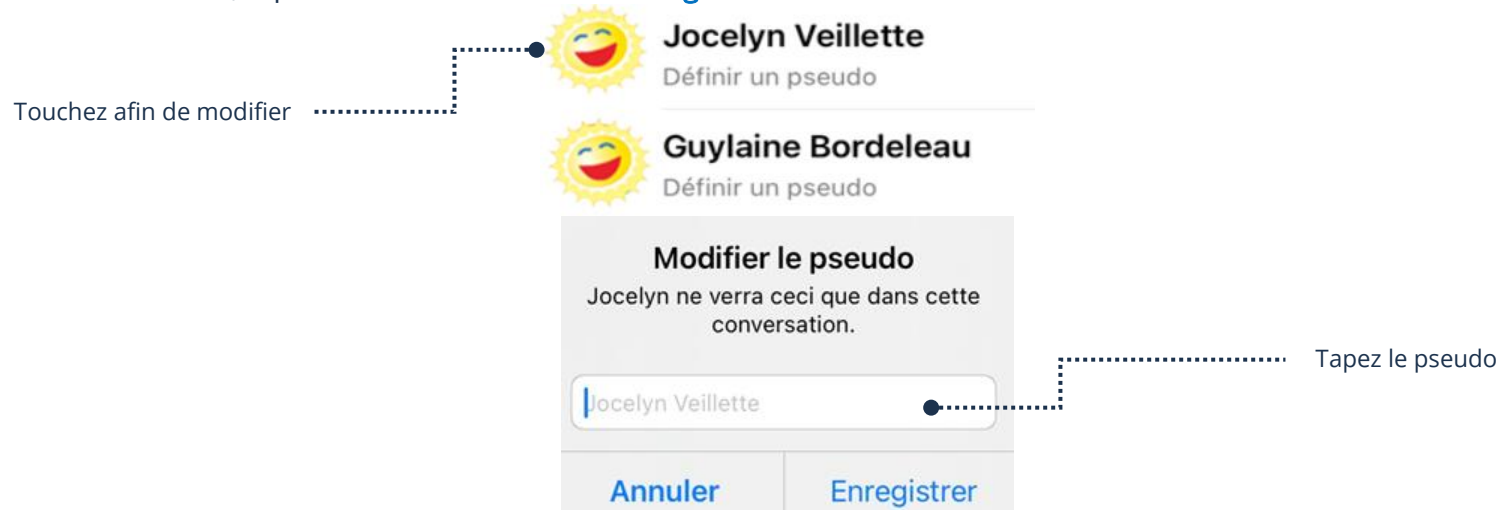 Jocelyn Veillette
Définir un pseudo
Touchez afin de modifier
Guylaine Bordeleau
Définir un pseudo
Modifier le pseudo
Jocelyn ne verra ceci que dans cette
conversation.
Tapez le pseudo
Jocelyn Veillette
Annuler
Enregistrer